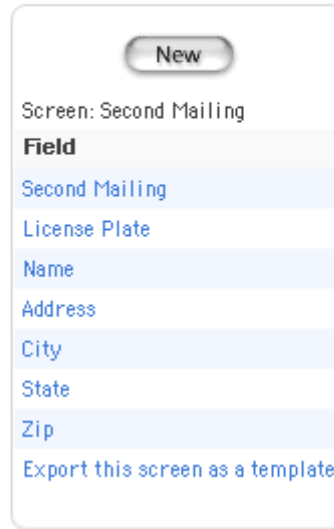 New
Screen: Second Mailing
Field
Second Mailing
License Plate
Name
Address
City
State
Zip
Export this screen as a template